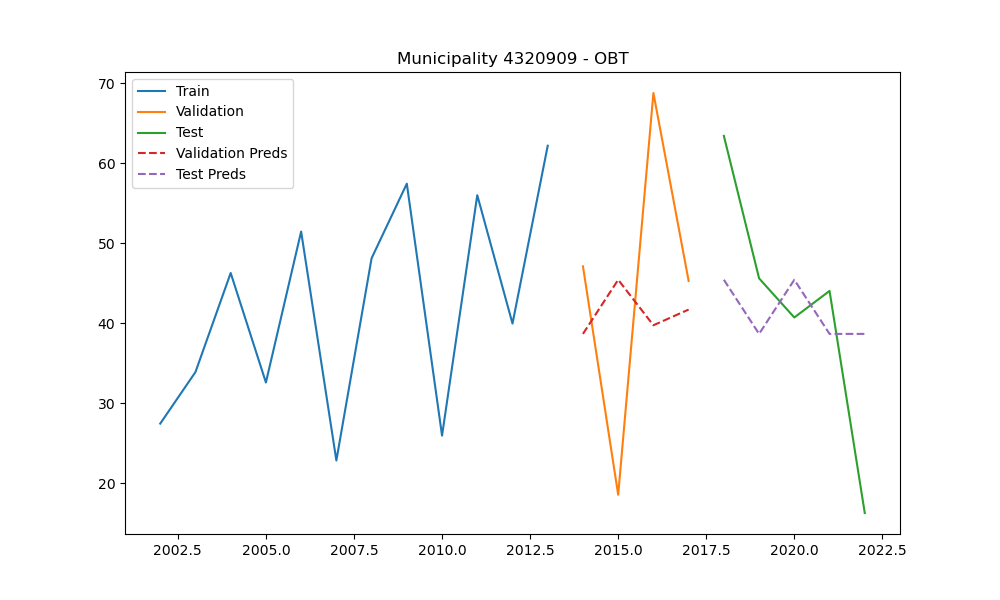 Municipality 4320909 - OBT
Train
Validation
Test
Validation Preds
Test Preds
70
60
50
40
30
20
2002.5 2005.0 2007.5 2010.0 2012.5 2015.0 2017.5 2020.0 2022.5